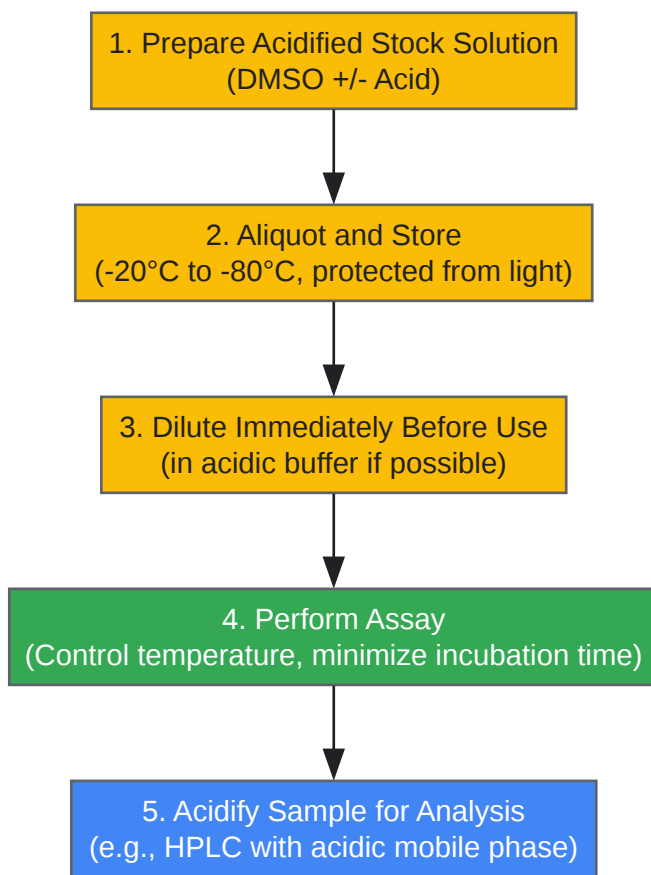 1. Prepare Acidified Stock Solution
(DMSO +/- Acid)
2. Aliquot and Store
(-20°C to -80°C, protected from light)
3. Dilute Immediately Before Use
(in acidic buffer if possible)
4. Perform Assay
(Control temperature, minimize incubation time)
5. Acidify Sample for Analysis
(e.g., HPLC with acidic mobile phase)